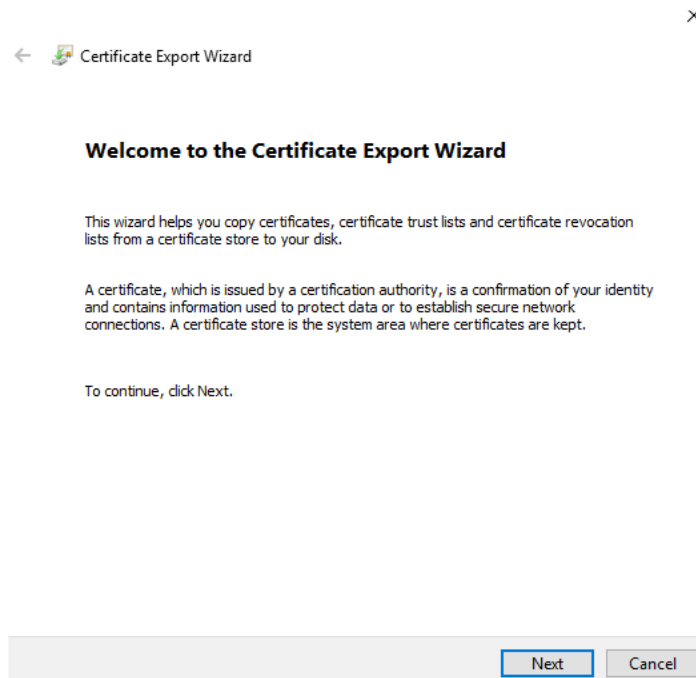 Certificate Export Wizard
Welcome to the Certificate Export Wizard
This wizard helps you copy certificates, certificate trust lists and certificate revocation
lists from a certificate store to your disk.
A certificate, which is issued by a certification authority, is a confirmation of your identity
and contains information used to protect data or to establish secure network
connections. A certificate store is the system area where certificates are kept.
To continue, click Next.
Next
Cancel